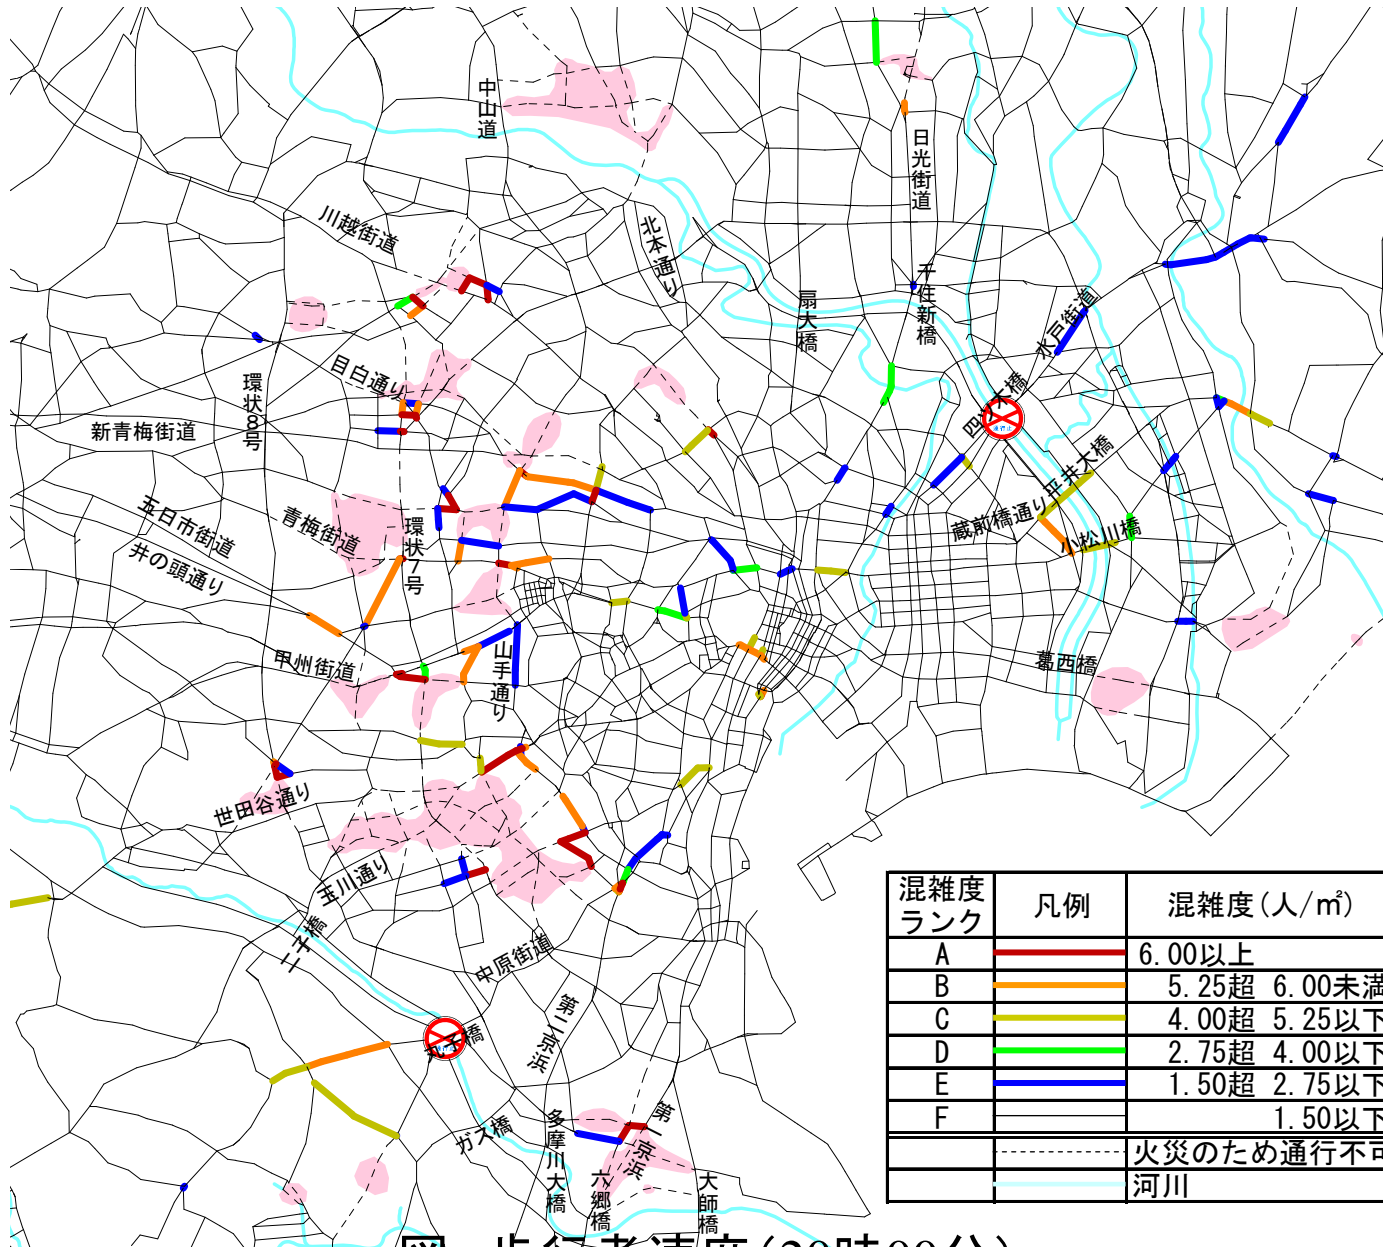 中山道
日光街道
川越街道
北本通り
扇大橋
千住新橋
水戸街道
目白通り
環状8号
新青梅街道
四ツ木橋
平井大橋
五日市街道
青梅街道
環状7号
蔵前橋通り
小松川橋
井の頭通り
甲州街道
山手通り
葛西橋
世田谷通り
玉川通り
二子橋
中原街道
第二京浜
丸子橋
ガス橋
多摩川大橋
六郷橋
第一京浜
大師橋
混雑度ランク 凡例 混雑度(人/㎡)
A 6.00以上
B 5.25超 6.00未満
C 4.00超 5.25以下
D 2.75超 4.00以下
E 1.50超 2.75以下
F 1.50以下
火災のため通行不可
河川